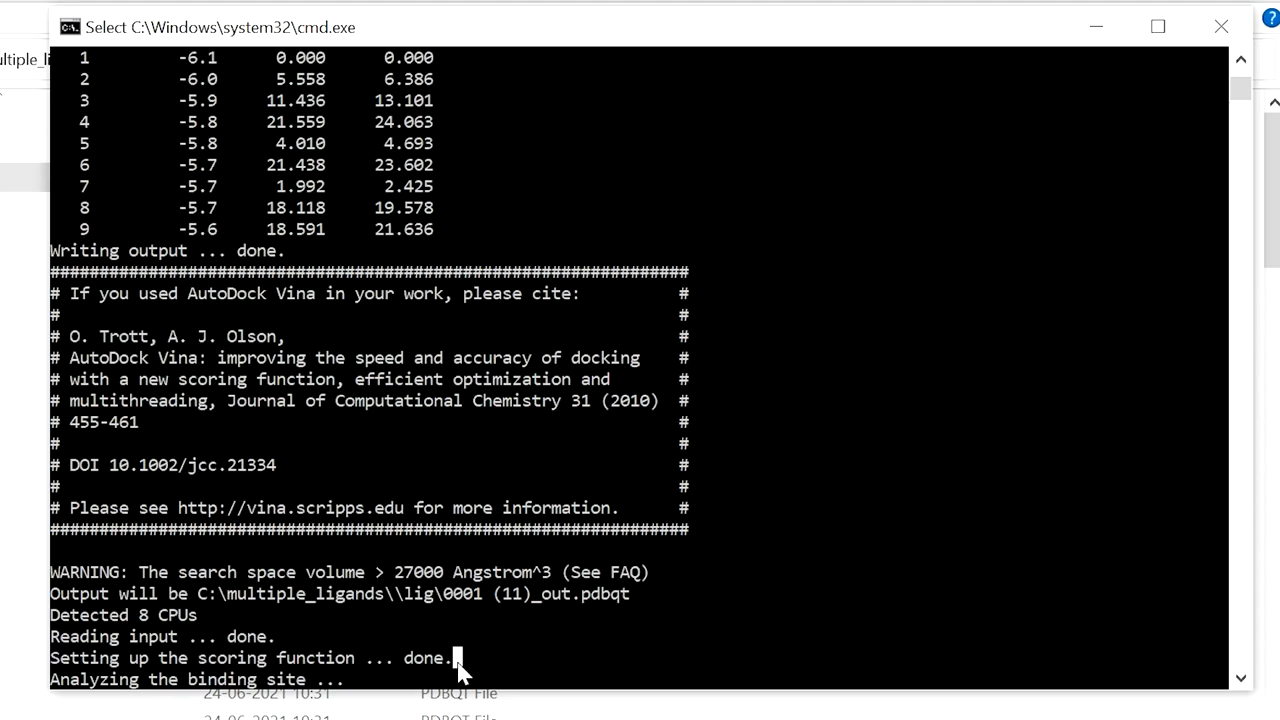 Select C:\Windows\system32\cmd.exe
?
1 -6.1 0.000 0.000
2 -6.0 5.558 6.386
3 -5.9 11.436 13.101
4 -5.8 21.559 24.063
5 -5.8 4.010 4.693
6 -5.7 21.438 23.602
7 -5.7 1.992 2.425
8 -5.7 18.118 19.578
9 -5.6 18.591 21.636
Writing output ... done.
#################################################################
# If you used AutoDock Vina in your work, please cite: #
# #
# O. Trott, A. J. Olson, #
# AutoDock Vina: improving the speed and accuracy of docking #
# with a new scoring function, efficient optimization and #
# multithreading, Journal of Computational Chemistry 31 (2010) #
# 455-461 #
# #
# DOI 10.1002/jcc.21334 #
# #
# Please see http://vina.scripps.edu for more information. #
#################################################################
WARNING: The search space volume > 27000 Angstrom^3 (See FAQ)
Output will be C:\multiple_ligands\\lig\0001 (11)_out.pdbqt
Detected 8 CPUs
Reading input ... done.
Setting up the scoring function ... done.
Analyzing the binding site ...
24-06-2021 10:31 PDBQT File